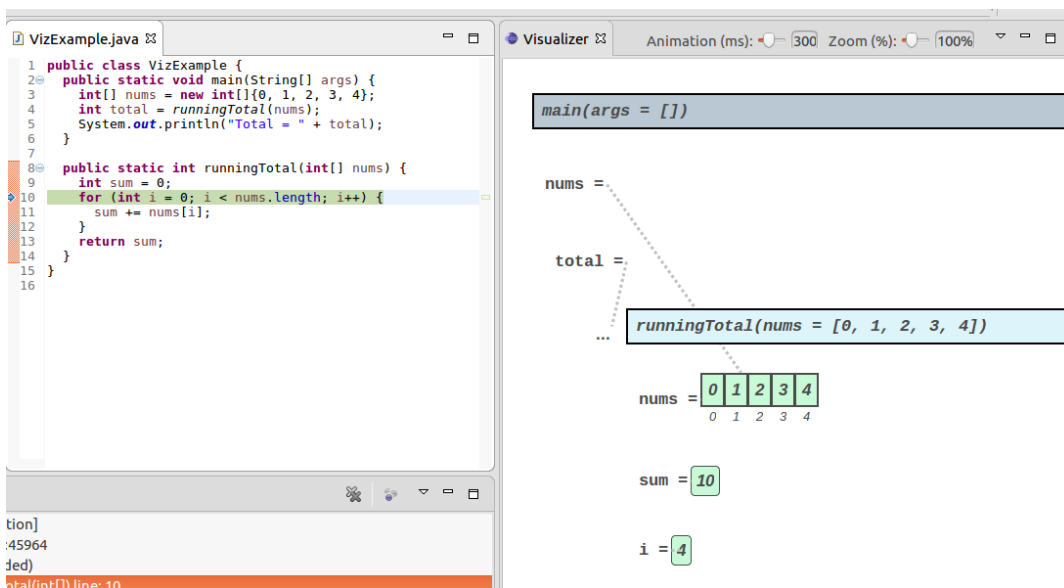 VizExample.java
1 public class VizExample {
2 public static void main(String[] args) {
3 int[] nums = new int[]{0, 1, 2, 3, 4};
4 int total = runningTotal(nums);
5 System.out.println("Total = " + total);
6 }
7
8 public static int runningTotal(int[] nums) {
9 int sum = 0;
10 for (int i = 0; i < nums.length; i++) {
11 sum += nums[i];
12 }
13 return sum;
14 }
15 }
16
tion]
:45964
ded)
otal(int[]) line: 10
Visualizer Animation (ms): 300 Zoom (%): 100%
main(args = [])
nums =
total =
...
runningTotal(nums = [0, 1, 2, 3, 4])
nums = 0 1 2 3 4
0 1 2 3 4
sum = 10
i = 4